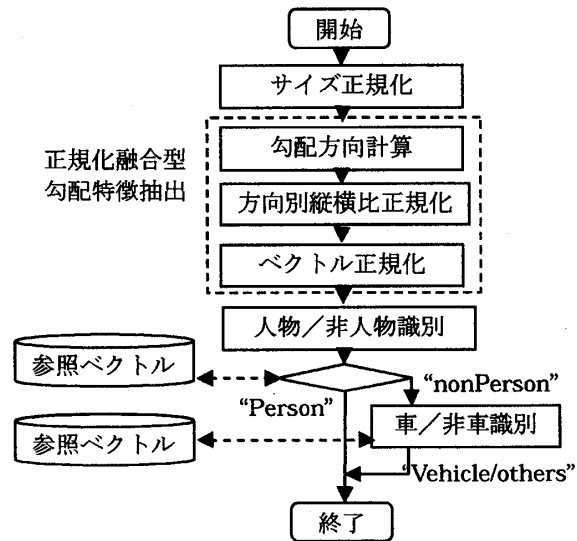 開始
サイズ正規化
正規化融合型
勾配特徴抽出
勾配方向計算
方向別縦横比正規化
ベクトル正規化
人物／非人物識別
参照ベクトル
“Person”
“nonPerson”
参照ベクトル
車／非車識別
“Vehicle/others”
終了